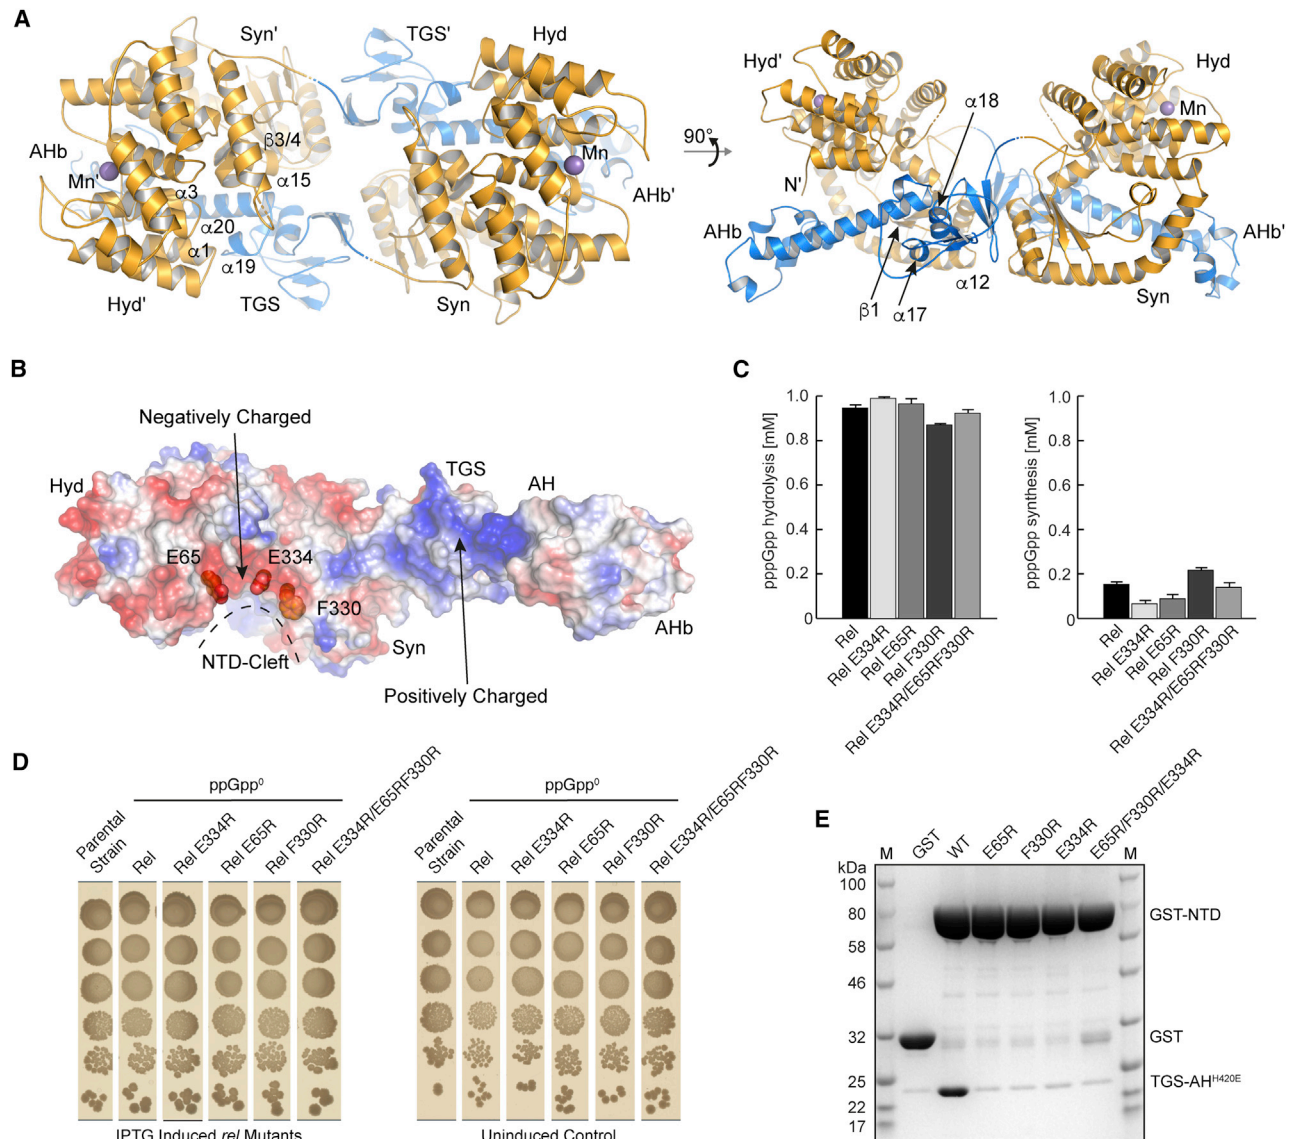 A
Syn'
TGS'
Hyd
AHb
Mn'
α3
β3/4
α15
α20
α1
α19
Hyd'
TGS
Syn
Mn
AHb'
90°
Hyd'
α18
Hyd
Mn
N'
AHb
β1
α17
α12
Syn
AHb'
B
Negatively Charged
Hyd
E65
E334
F330
NTD-Cleft
Syn
TGS
AH
AHb
Positively Charged
C
pppGpp hydrolysis [mM]
1.0
0.8
0.6
0.4
0.2
0
Rel
Rel E334R
Rel E65R
Rel F330R
Rel E334R/E65RF330R
pppGpp synthesis [mM]
1.0
0.8
0.6
0.4
0.2
0
Rel
Rel E334R
Rel E65R
Rel F330R
Rel E334R/E65RF330R
D
ppGpp⁰
Parental Strain
Rel
Rel E334R
Rel E65R
Rel F330R
Rel E334R/E65RF330R
IPTG Induced rel Mutants
ppGpp⁰
Parental Strain
Rel
Rel E334R
Rel E65R
Rel F330R
Rel E334R/E65RF330R
Uninduced Control
E
kDa
M
GST
WT
E65R
F330R
E334R
E65R/F330R/E334R
M
100
80
58
46
32
25
22
17
GST-NTD
GST
TGS-AH^H420E